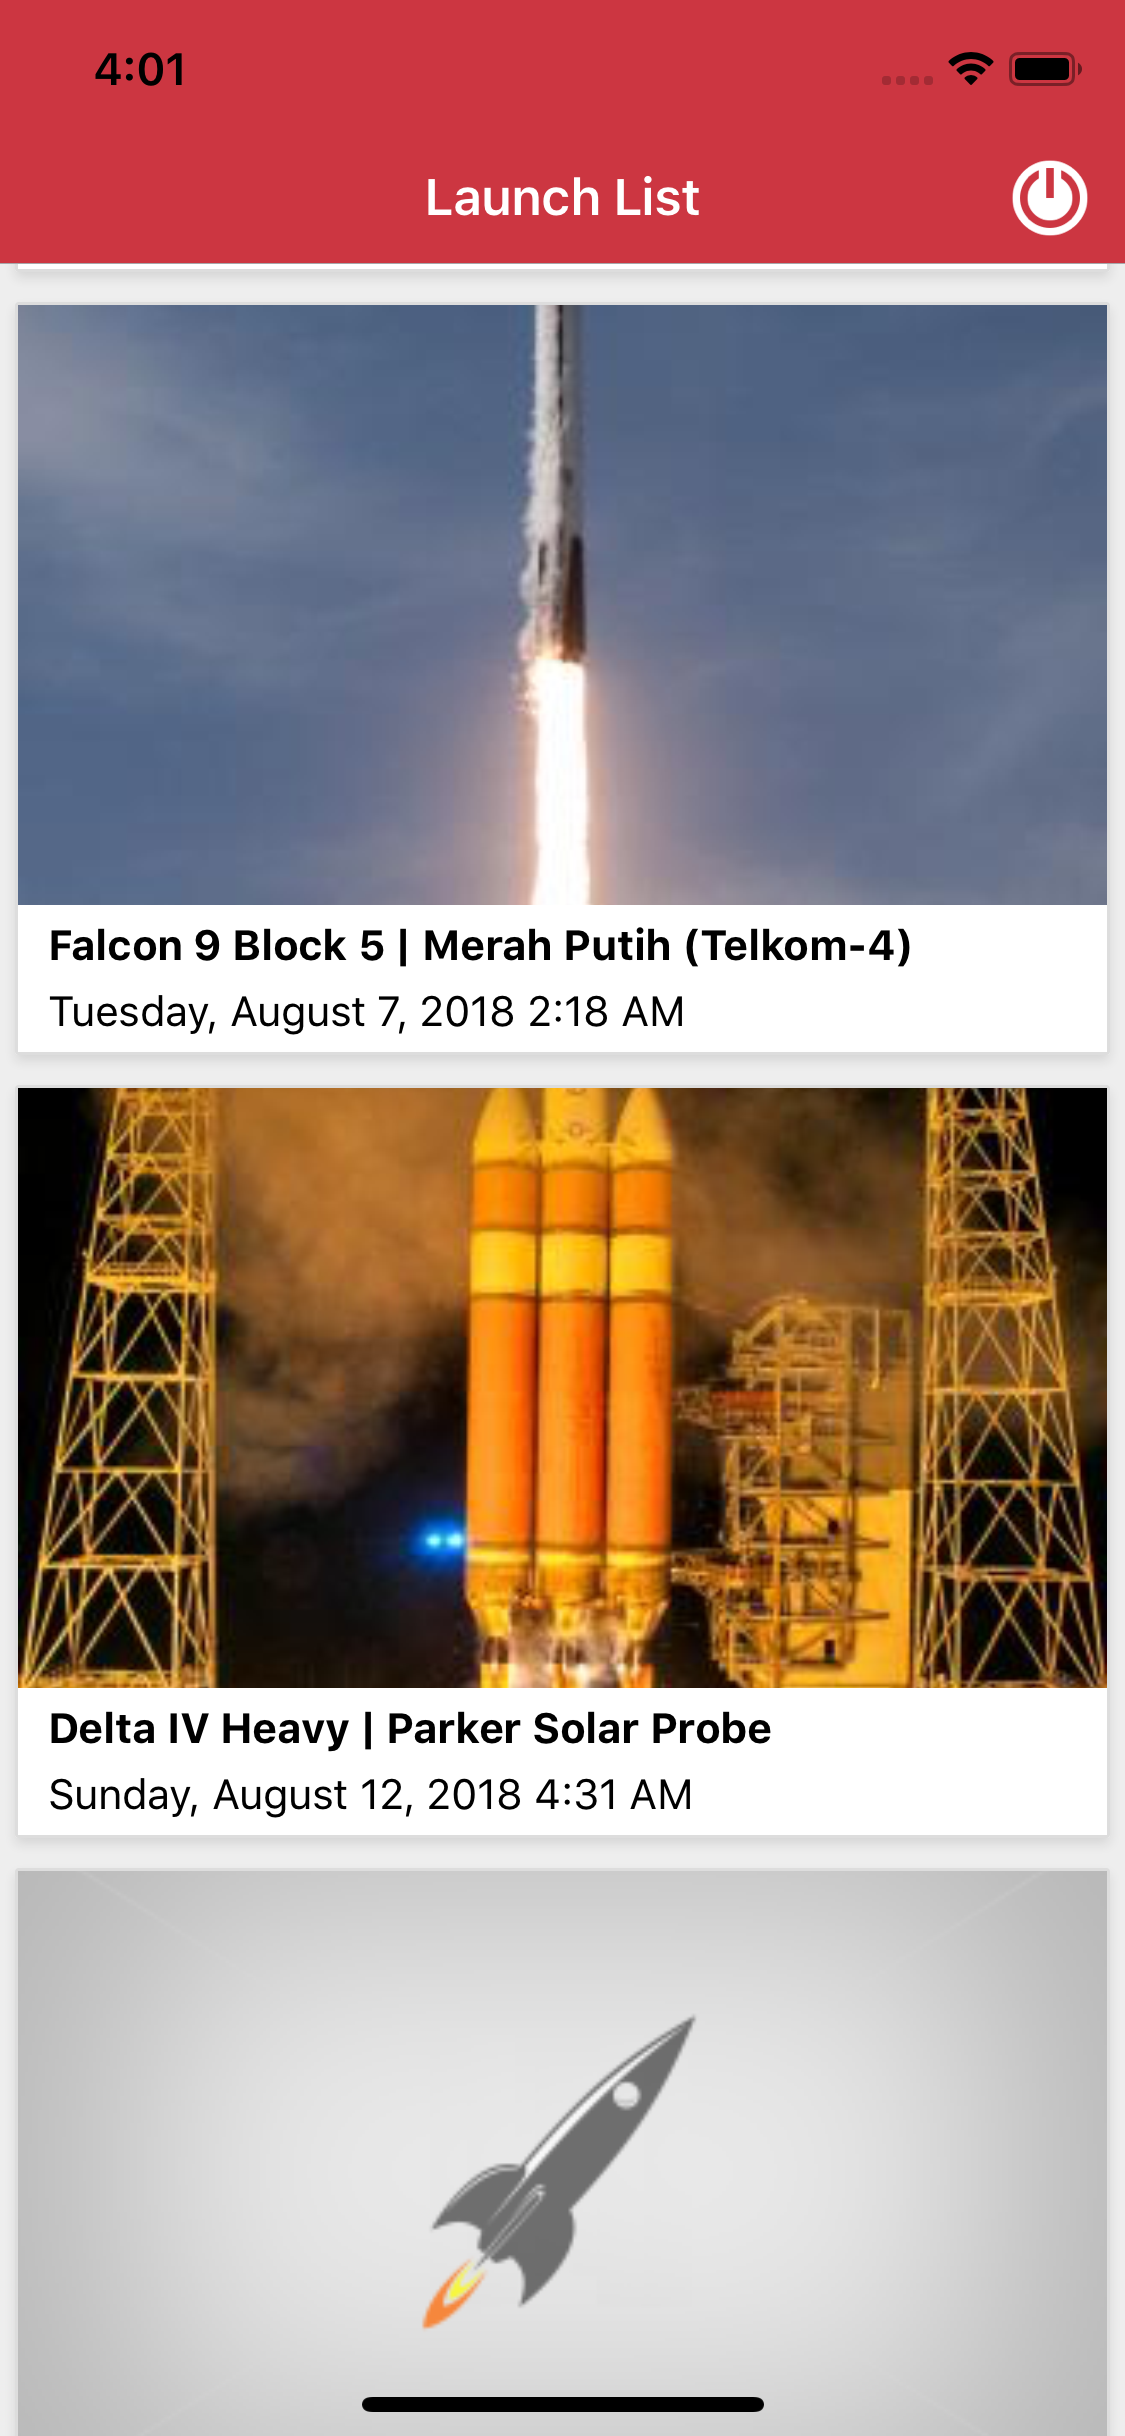 4:01
Launch List
Falcon 9 Block 5 | Merah Putih (Telkom-4)
Tuesday, August 7, 2018 2:18 AM
Delta IV Heavy | Parker Solar Probe
Sunday, August 12, 2018 4:31 AM